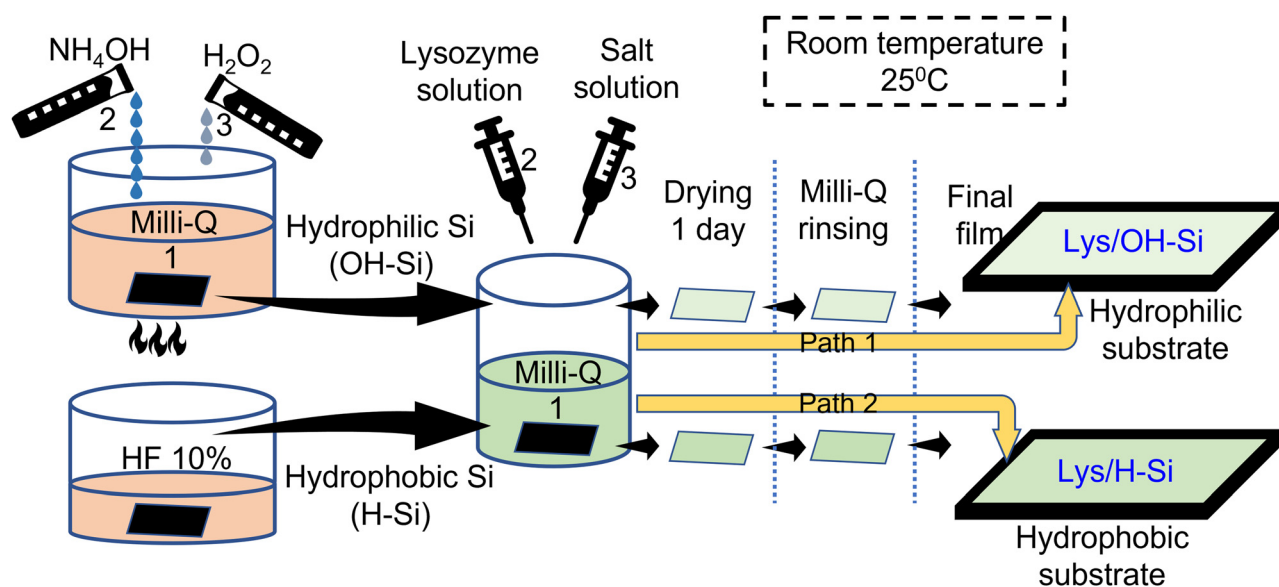 NH₄OH
H₂O₂
2
3
Milli-Q
1
Hydrophilic Si
(OH-Si)
HF 10%
Hydrophobic Si
(H-Si)
Lysozyme
solution
Salt
solution
2
3
Milli-Q
1
Room temperature
25⁰C
Drying
1 day
Milli-Q
rinsing
Final
film
Path 1
Path 2
Lys/OH-Si
Hydrophilic
substrate
Lys/H-Si
Hydrophobic
substrate